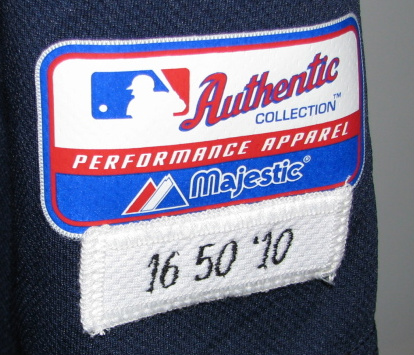 Authentic
COLLECTION™
PERFORMANCE APPAREL
Majestic®
16 50 '10